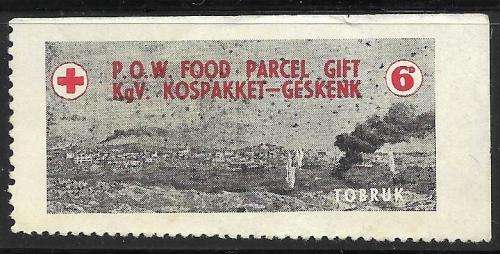 P.O.W. FOOD PARCEL GIFT
KgV. KOSPAKKET-GESKENK
6D
TOBRUK